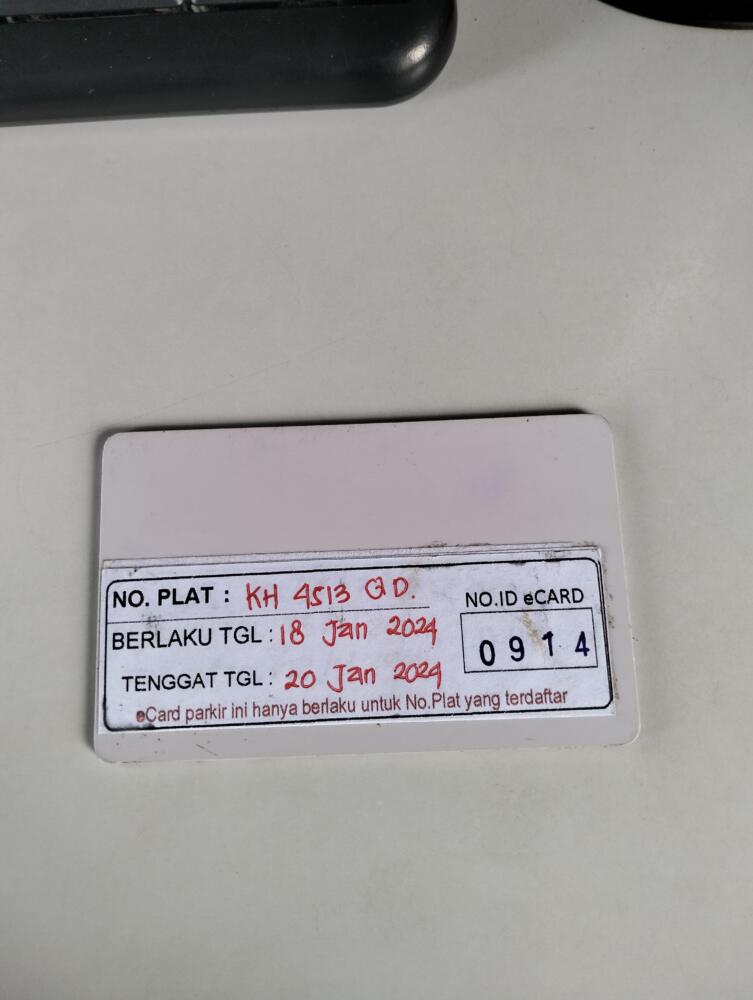 NO. PLAT : KH 4513 QD.
BERLAKU TGL : 18 Jan 2024
TENGGAT TGL : 20 Jan 2024
NO.ID eCARD
0914
eCard parkir ini hanya berlaku untuk No.Plat yang terdaftar